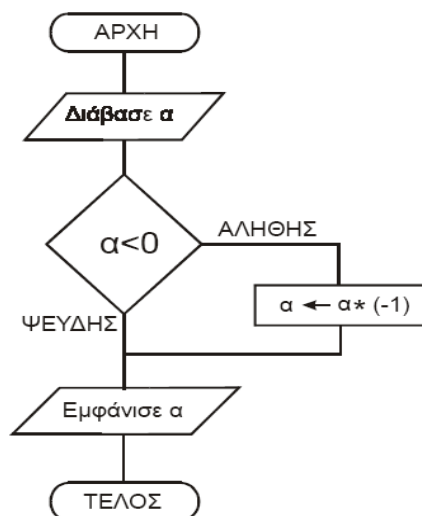 ΑΡΧΗ
Διάβασε α
α<0
ΑΛΗΘΗΣ
α ← α* (-1)
ΨΕΥΔΗΣ
Εμφάνισε α
ΤΕΛΟΣ